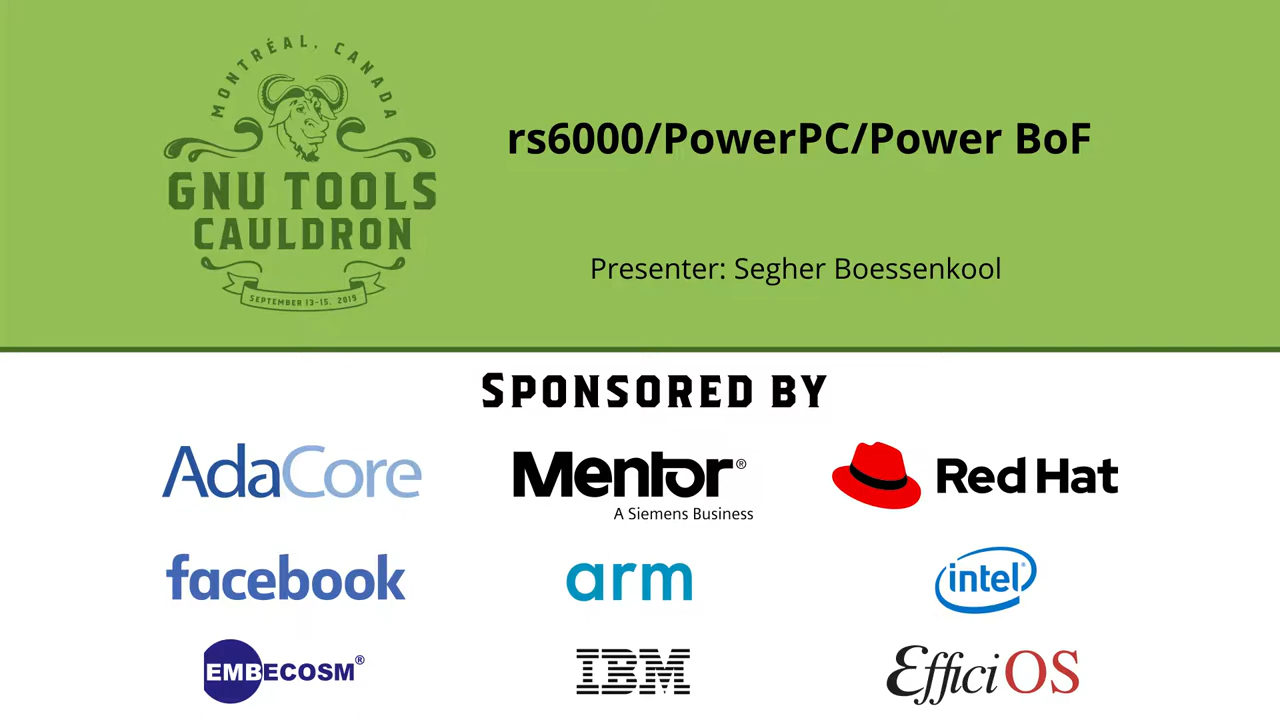 MONTRÉAL, CANADA
GNU TOOLS
CAULDRON
SEPTEMBER 13-15, 2019
rs6000/PowerPC/Power BoF
Presenter: Segher Boessenkool
SPONSORED BY
AdaCore
Mentor®
A Siemens Business
Red Hat
facebook
arm
intel®
EMBECOSM®
IBM
EfficiOS